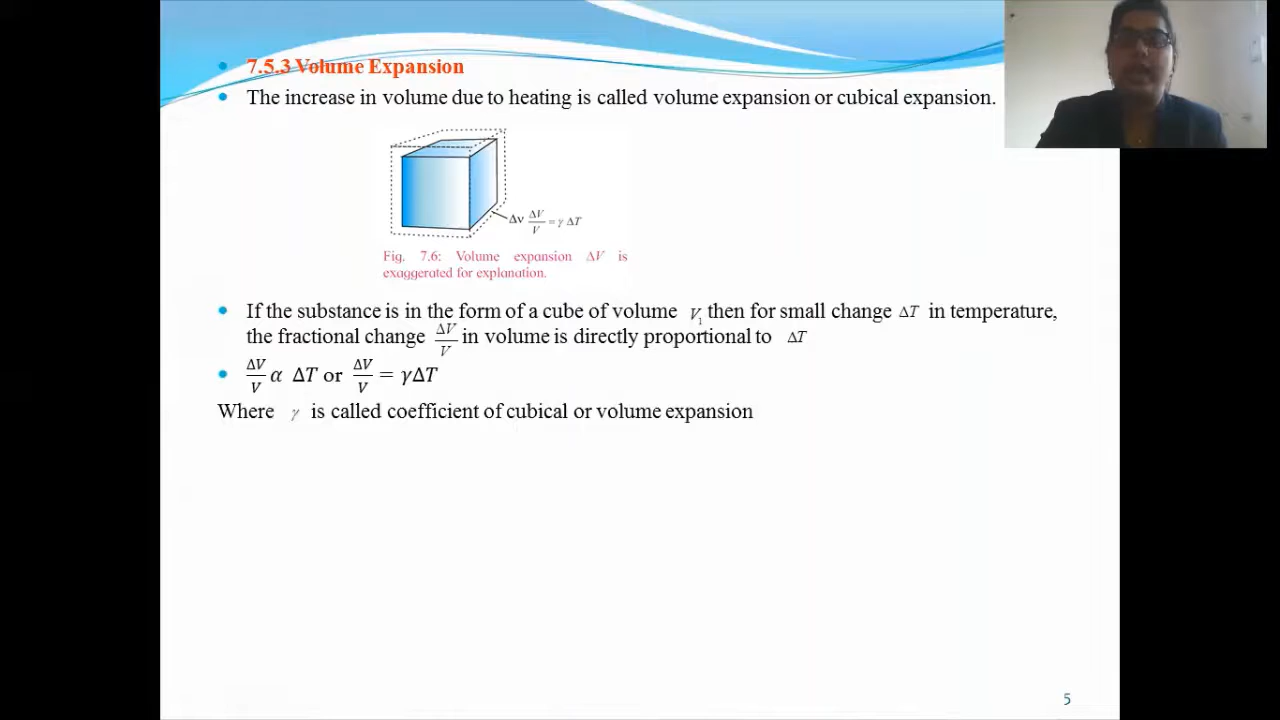 7.5.3 Volume Expansion
The increase in volume due to heating is called volume expansion or cubical expansion.
Δv ΔV/V = γ ΔT
Fig. 7.6: Volume expansion ΔV is
exaggerated for explanation.
If the substance is in the form of a cube of volume V₁ then for small change ΔT in temperature,
the fractional change ΔV/V in volume is directly proportional to ΔT
ΔV/V α ΔT or ΔV/V = γΔT
Where γ is called coefficient of cubical or volume expansion
5